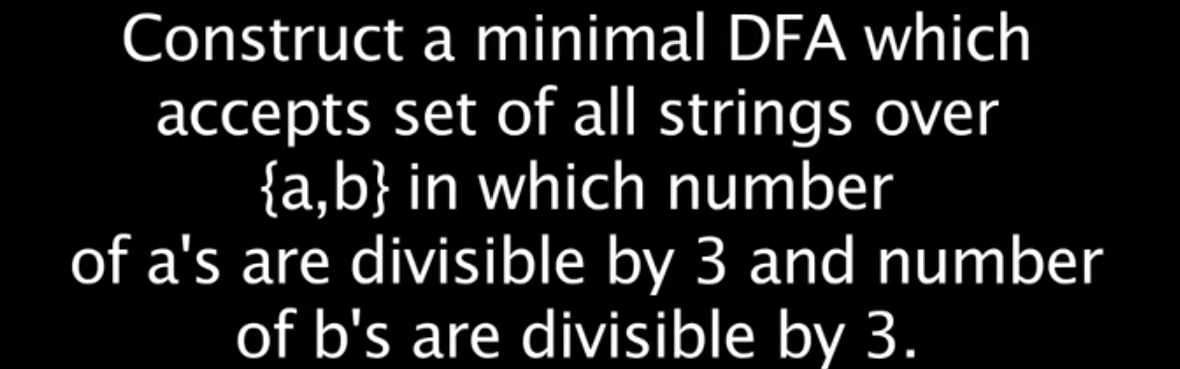 Construct a minimal DFA which
accepts set of all strings over
{a,b} in which number
of a's are divisible by 3 and number
of b's are divisible by 3.